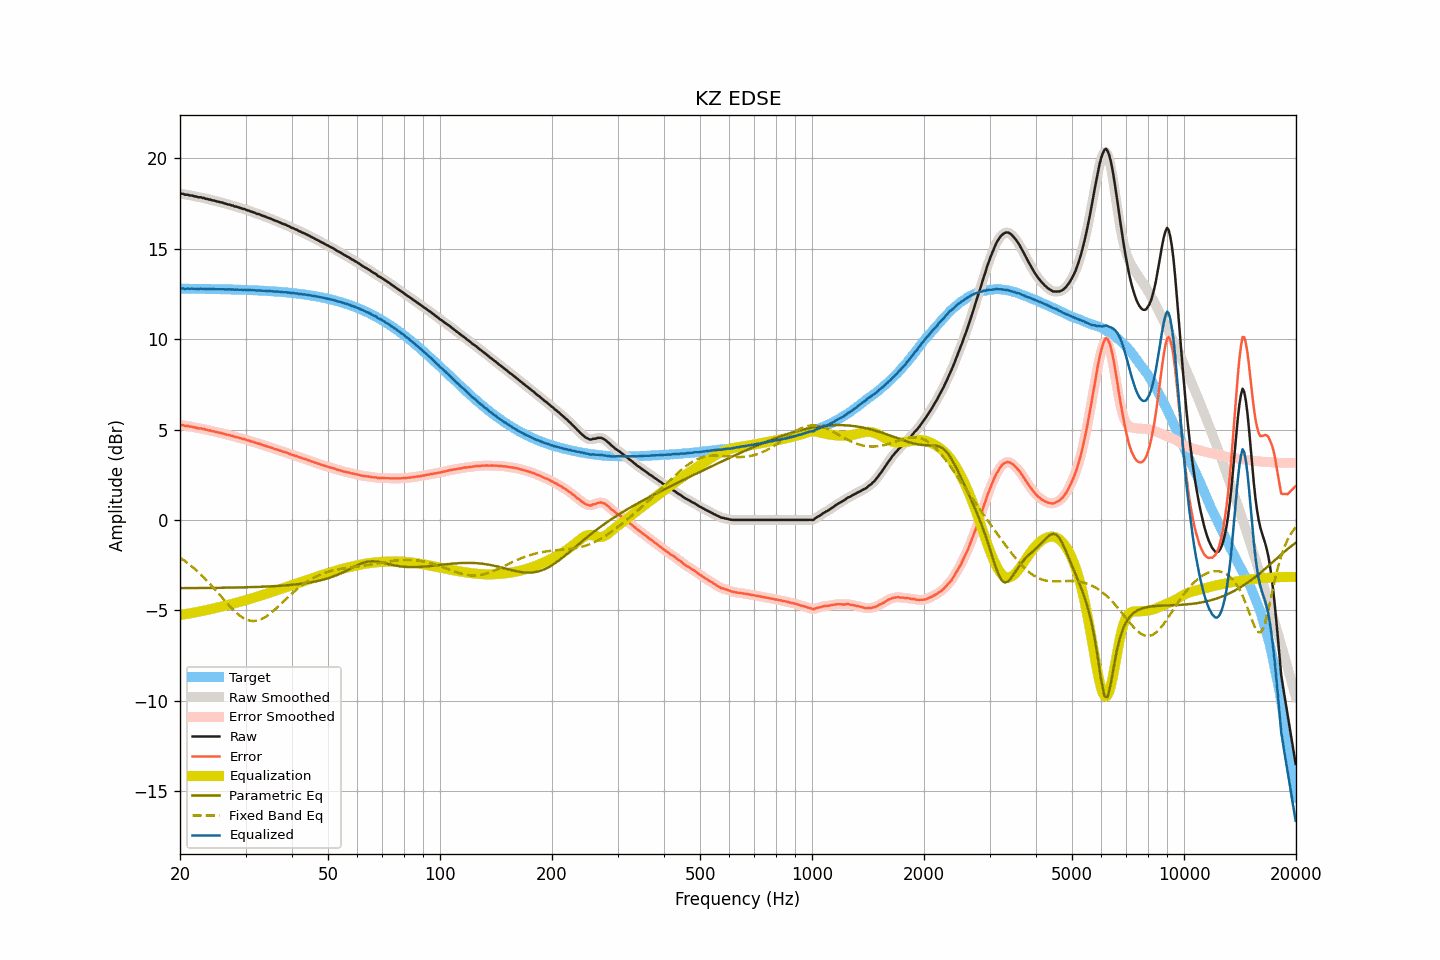 KZ EDSE
20
15
10
5
0
−5
−10
−15
Amplitude (dBr)
Target
Raw Smoothed
Error Smoothed
Raw
Error
Equalization
Parametric Eq
Fixed Band Eq
Equalized
20 50 100 200 500 1000 2000 5000 10000 20000
Frequency (Hz)